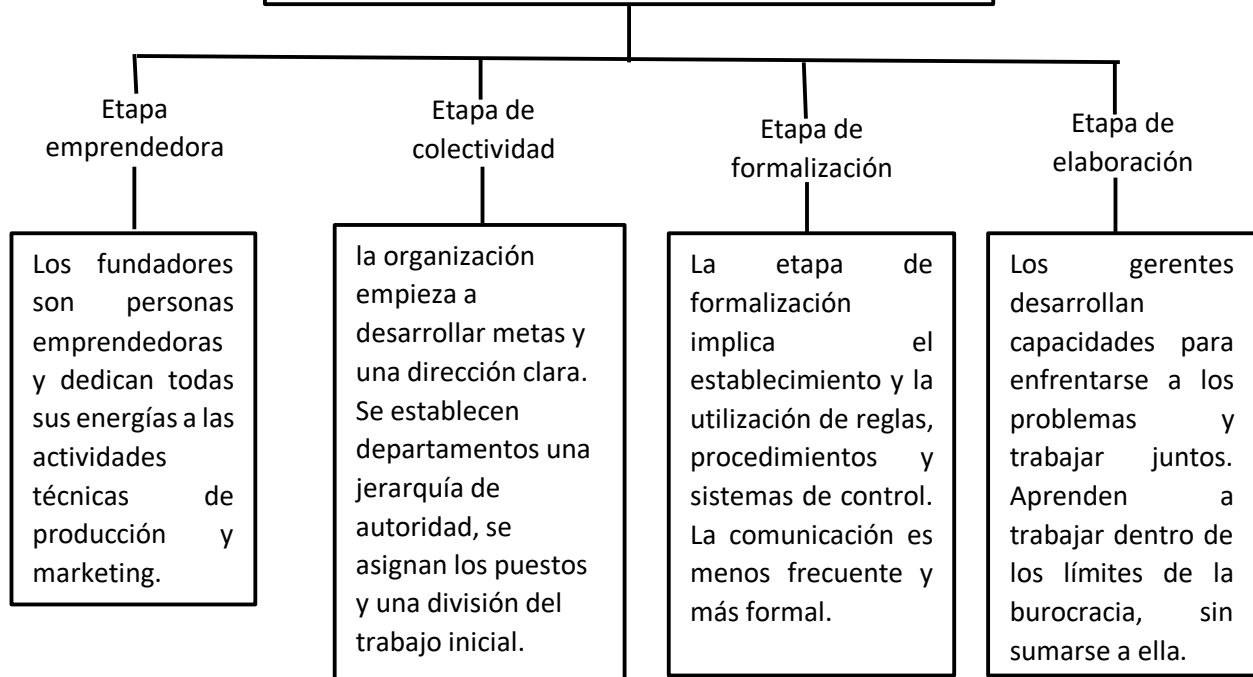 Etapa
emprendedora
Los fundadores
son personas
emprendedoras
y dedican todas
sus energías a las
actividades
técnicas de
producción y
marketing.
Etapa de
colectividad
la organización
empieza a
desarrollar metas y
una dirección clara.
Se establecen
departamentos una
jerarquía de
autoridad, se
asignan los puestos
y una división del
trabajo inicial.
Etapa de
formalización
La etapa de
formalización
implica el
establecimiento y la
utilización de reglas,
procedimientos y
sistemas de control.
La comunicación es
menos frecuente y
más formal.
Etapa de
elaboración
Los gerentes
desarrollan
capacidades para
enfrentarse a los
problemas y
trabajar juntos.
Aprenden a
trabajar dentro de
los límites de la
burocracia, sin
sumarse a ella.